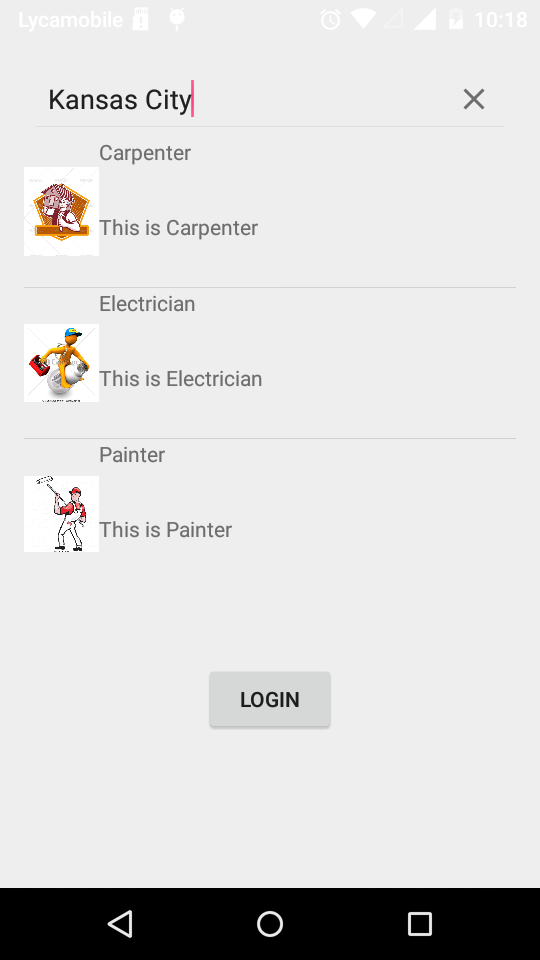 Lycamobile 10:18
Kansas City
Carpenter
This is Carpenter
Electrician
This is Electrician
Painter
This is Painter
LOGIN